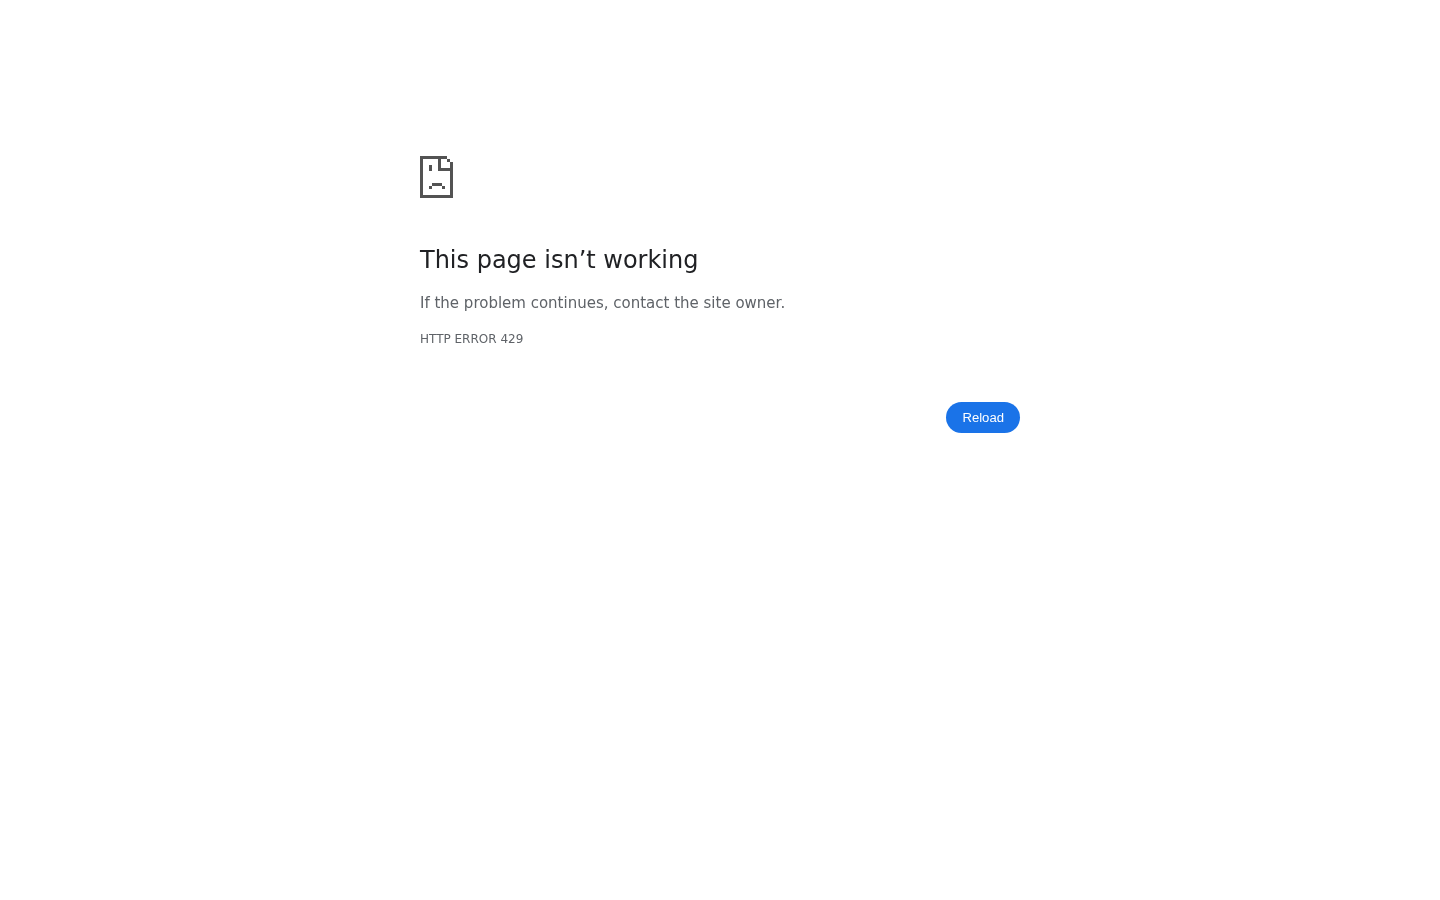 This page isn’t working
If the problem continues, contact the site owner.
HTTP ERROR 429
Reload